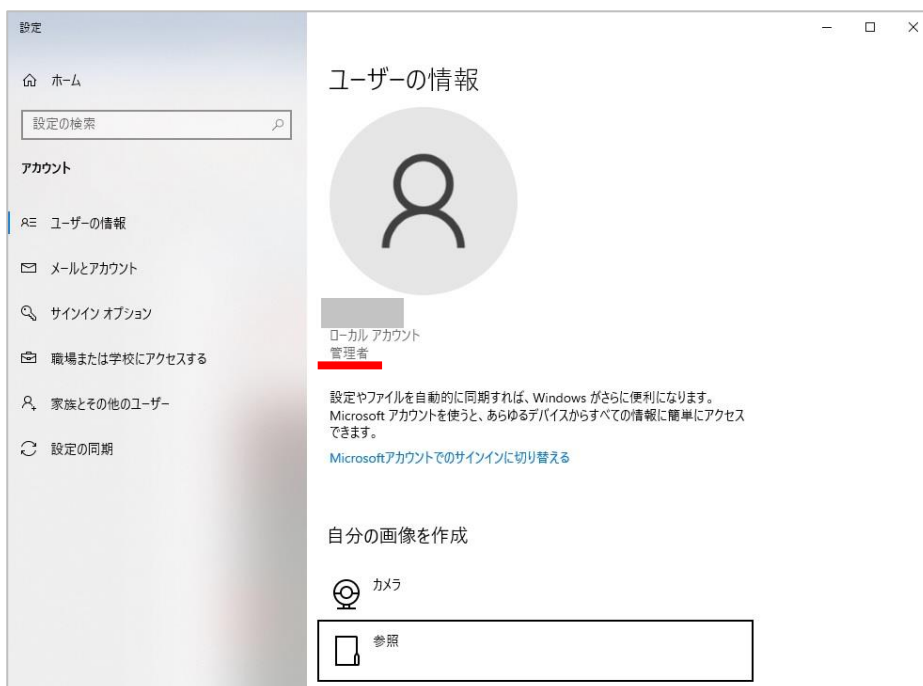 設定
ホーム
設定の検索
アカウント
ユーザーの情報
メールとアカウント
サインイン オプション
職場または学校にアクセスする
家族とその他のユーザー
設定の同期
ユーザーの情報
ローカル アカウント
管理者
設定やファイルを自動的に同期すれば、Windows がさらに便利になります。
Microsoft アカウントを使うと、あらゆるデバイスからすべての情報に簡単にアクセス
できます。
Microsoftアカウントでのサインインに切り替える
自分の画像を作成
カメラ
参照